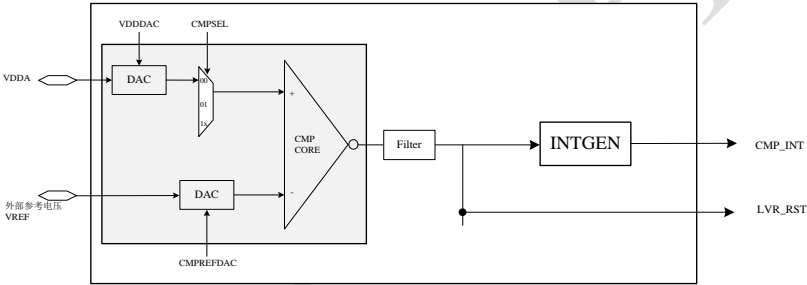 VDDDAC
CMPSEL
VDDA
DAC
00
01
1x
+
CMP
CORE
Filter
INTGEN
CMP_INT
外部参考电压
VREF
DAC
-
LVR_RST
CMPREFDAC